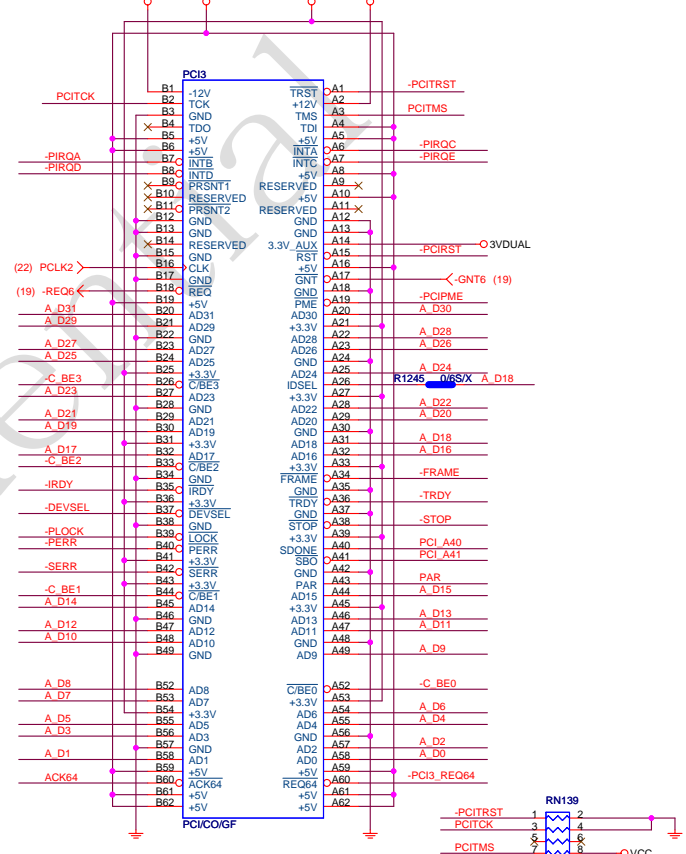 PCI3
-PCITRST
B1 -12V TRST A1
PCITCK B2 TCK +12V A2
B3 GND TMS A3 PCITMS
B4 TDO TDI A4
B5 +5V +5V A5
B6 +5V INTA A6 -PIRQC
-PIRQA B7 INTB INTC A7 -PIRQE
-PIRQD B8 INTD +5V A8
B9 PRSNT1 RESERVED A9
B10 RESERVED +5V A10
B11 PRSNT2 RESERVED A11
B12 GND GND A12
B13 GND GND A13
B14 RESERVED 3.3V_AUX A14 3VDUAL
B15 GND RST A15 -PCIRST
(22) PCLK2 B16 CLK +5V A16
B17 GND GNT A17 -GNT6 (19)
(19) -REQ6 B18 REQ GND A18
B19 +5V PME A19 -PCIPME
A_D31 B20 AD31 AD30 A20 A_D30
A_D29 B21 AD29 +3.3V A21
B22 GND AD28 A22 A_D28
A_D27 B23 AD27 AD26 A23 A_D26
A_D25 B24 AD25 GND A24
B25 +3.3V AD24 A25 A_D24
-C_BE3 B26 C/BE3 IDSEL A26 R1245 0/6S/X A_D18
A_D23 B27 AD23 +3.3V A27
B28 GND AD22 A28 A_D22
A_D21 B29 AD21 AD20 A29 A_D20
A_D19 B30 AD19 GND A30
B31 +3.3V AD18 A31 A_D18
A_D17 B32 AD17 AD16 A32 A_D16
-C_BE2 B33 C/BE2 +3.3V A33
B34 GND FRAME A34 -FRAME
-IRDY B35 IRDY GND A35
B36 +3.3V TRDY A36 -TRDY
-DEVSEL B37 DEVSEL GND A37
B38 GND STOP A38 -STOP
-PLOCK B39 LOCK +3.3V A39
-PERR B40 PERR SDONE A40 PCI_A40
B41 +3.3V SBO A41 PCI_A41
-SERR B42 SERR GND A42
B43 +3.3V PAR A43 PAR
-C_BE1 B44 C/BE1 AD15 A44 A_D15
A_D14 B45 AD14 +3.3V A45
B46 GND AD13 A46 A_D13
A_D12 B47 AD12 AD11 A47 A_D11
A_D10 B48 AD10 GND A48
B49 GND AD9 A49 A_D9
A_D8 B52 AD8 C/BE0 A52 -C_BE0
A_D7 B53 AD7 +3.3V A53
B54 +3.3V AD6 A54 A_D6
A_D5 B55 AD5 AD4 A55 A_D4
A_D3 B56 AD3 GND A56
B57 GND AD2 A57 A_D2
A_D1 B58 AD1 AD0 A58 A_D0
B59 +5V +5V A59
ACK64 B60 ACK64 REQ64 A60 -PCI3_REQ64
B61 +5V +5V A61
B62 +5V +5V A62
PCI/CO/GF
RN139
-PCITRST 1 2
PCITCK 3 4
5 6
PCITMS 7 8 VCC